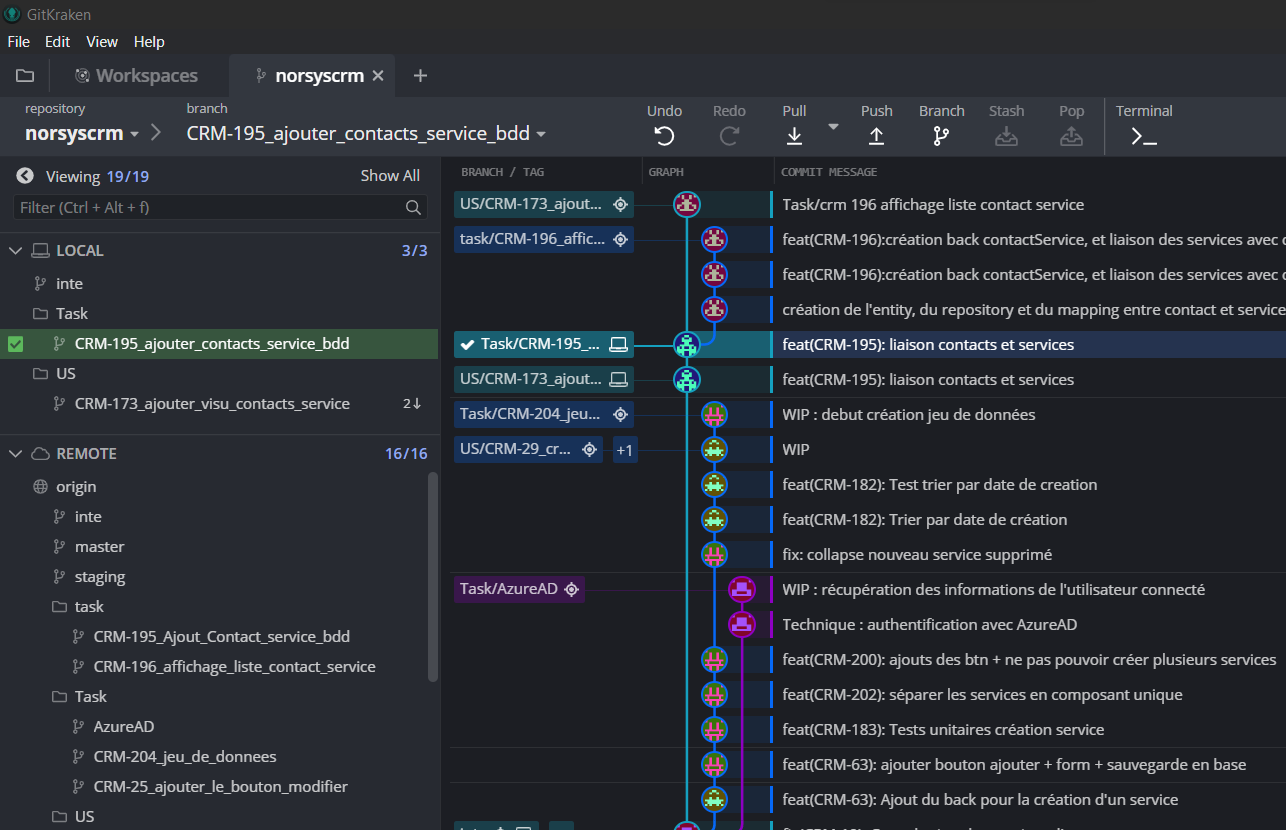 GitKraken
File Edit View Help
Workspaces norsyscrm
repository branch
norsyscrm CRM-195_ajouter_contacts_service_bdd
Undo Redo Pull Push Branch Stash Pop Terminal
Viewing 19/19 Show All
Filter (Ctrl + Alt + f)
LOCAL 3/3
inte
Task
CRM-195_ajouter_contacts_service_bdd
US
CRM-173_ajouter_visu_contacts_service 2↓
REMOTE 16/16
origin
inte
master
staging
task
CRM-195_Ajout_Contact_service_bdd
CRM-196_affichage_liste_contact_service
Task
AzureAD
CRM-204_jeu_de_donnees
CRM-25_ajouter_le_bouton_modifier
US
BRANCH / TAG GRAPH COMMIT MESSAGE
US/CRM-173_ajout... Task/crm 196 affichage liste contact service
task/CRM-196_affic... feat(CRM-196):création back contactService, et liaison des services avec
feat(CRM-196):création back contactService, et liaison des services avec
création de l'entity, du repository et du mapping entre contact et service
Task/CRM-195_... feat(CRM-195): liaison contacts et services
US/CRM-173_ajout... feat(CRM-195): liaison contacts et services
Task/CRM-204_jeu... WIP : debut création jeu de données
US/CRM-29_cr... +1 WIP
feat(CRM-182): Test trier par date de creation
feat(CRM-182): Trier par date de création
fix: collapse nouveau service supprimé
Task/AzureAD WIP : récupération des informations de l'utilisateur connecté
Technique : authentification avec AzureAD
feat(CRM-200): ajouts des btn + ne pas pouvoir créer plusieurs services
feat(CRM-202): séparer les services en composant unique
feat(CRM-183): Tests unitaires création service
feat(CRM-63): ajouter bouton ajouter + form + sauvegarde en base
feat(CRM-63): Ajout du back pour la création d'un service